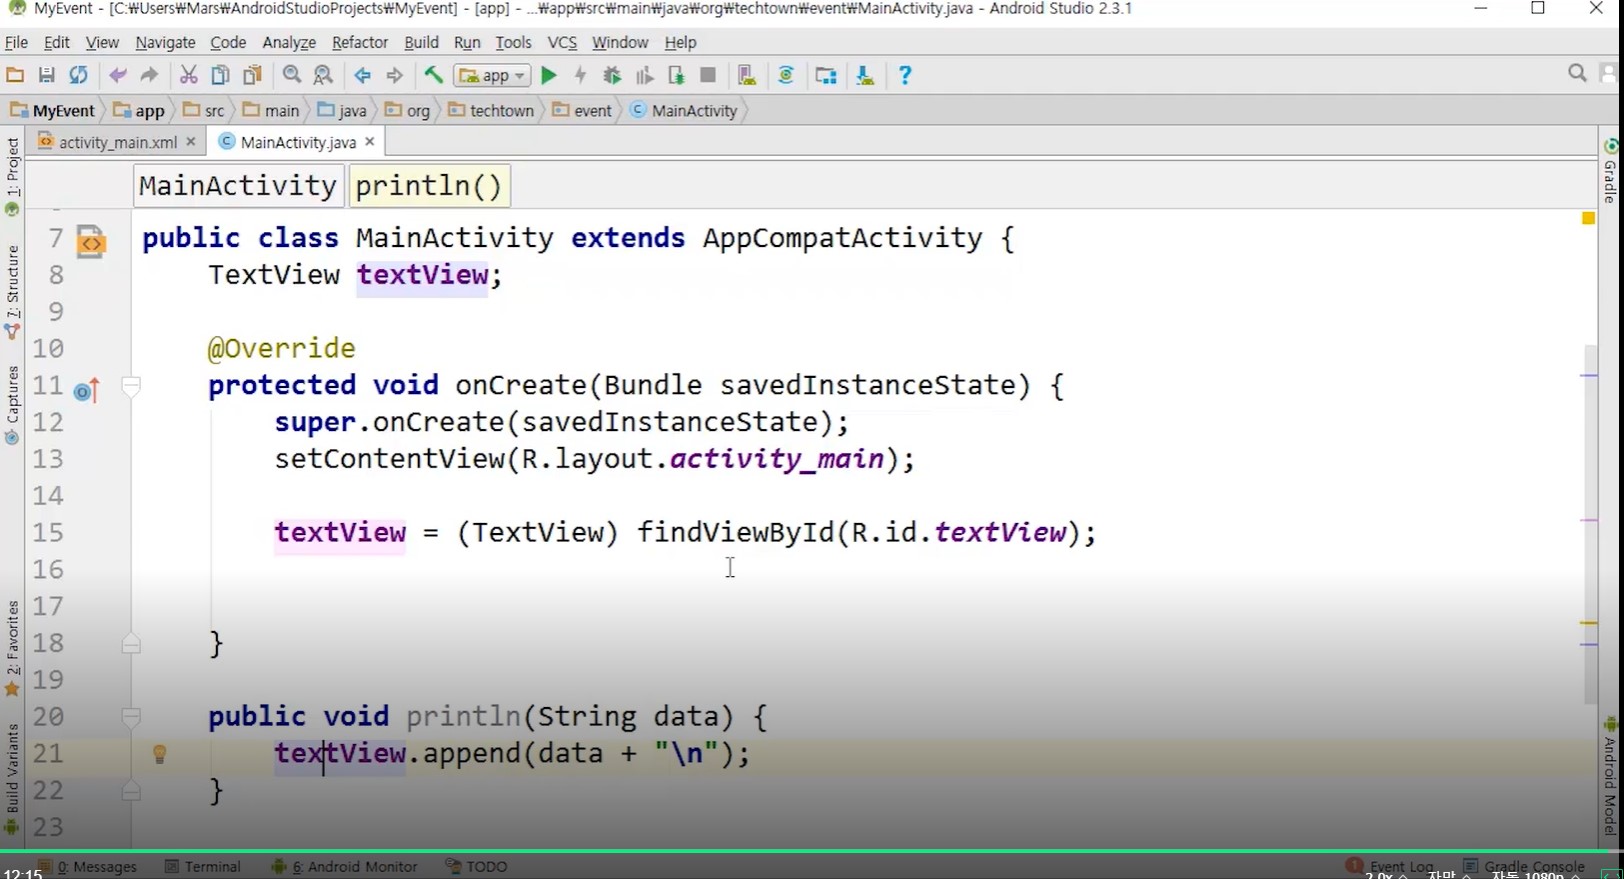 MyEvent - [C:₩Users₩Mars₩AndroidStudioProjects₩MyEvent] - [app] - ...₩app₩src₩main₩java₩org₩techtown₩event₩MainActivity.java - Android Studio 2.3.1
File Edit View Navigate Code Analyze Refactor Build Run Tools VCS Window Help
app
MyEvent app src main java org techtown event MainActivity
activity_main.xml MainActivity.java
MainActivity println()
7 public class MainActivity extends AppCompatActivity {
8 TextView textView;
9
10 @Override
11 protected void onCreate(Bundle savedInstanceState) {
12 super.onCreate(savedInstanceState);
13 setContentView(R.layout.activity_main);
14
15 textView = (TextView) findViewById(R.id.textView);
16
17
18 }
19
20 public void println(String data) {
21 textView.append(data + "\n");
22 }
23
1: Project
7: Structure
Captures
2: Favorites
Build Variants
Gradle
Android Model
0: Messages Terminal 6: Android Monitor TODO Event Log Gradle Console
12:15 2.0x 자막 자동 1080p